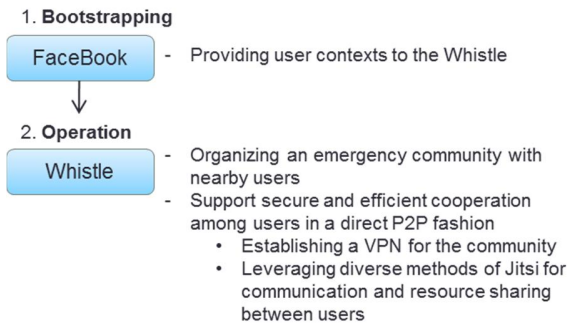 1. Bootstrapping
FaceBook
- Providing user contexts to the Whistle
2. Operation
Whistle
- Organizing an emergency community with
nearby users
- Support secure and efficient cooperation
among users in a direct P2P fashion
• Establishing a VPN for the community
• Leveraging diverse methods of Jitsi for
communication and resource sharing
between users